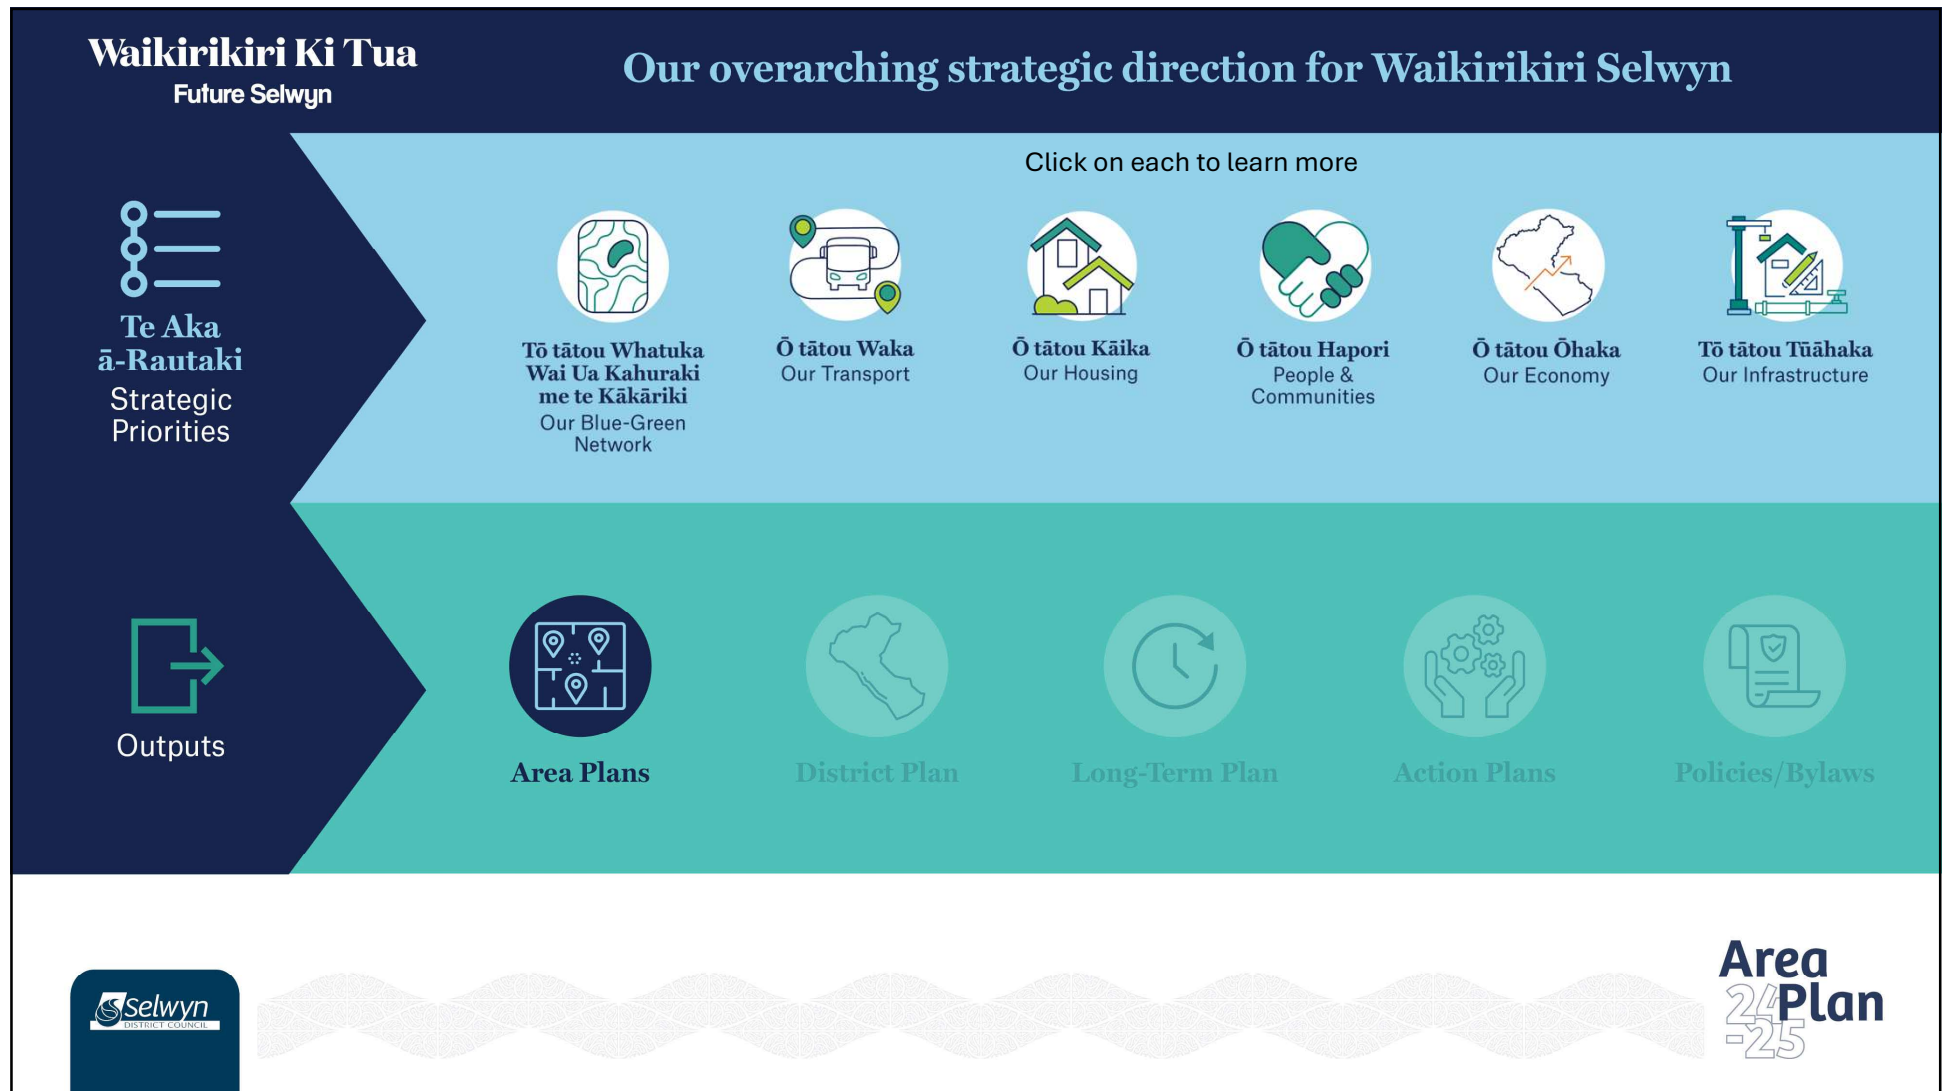 Waikirikiri Ki Tua
Future Selwyn
Our overarching strategic direction for Waikirikiri Selwyn
Click on each to learn more
Te Aka
ā-Rautaki
Strategic
Priorities
Tō tātou Whatuka
Wai Ua Kahuraki
me te Kākāriki
Our Blue-Green
Network
Ō tātou Waka
Our Transport
Ō tātou Kāika
Our Housing
Ō tātou Hapori
People &
Communities
Ō tātou Ōhaka
Our Economy
Tō tātou Tūāhaka
Our Infrastructure
Outputs
Area Plans
District Plan
Long-Term Plan
Action Plans
Policies/Bylaws
Selwyn
DISTRICT COUNCIL
Area
24 Plan
-25